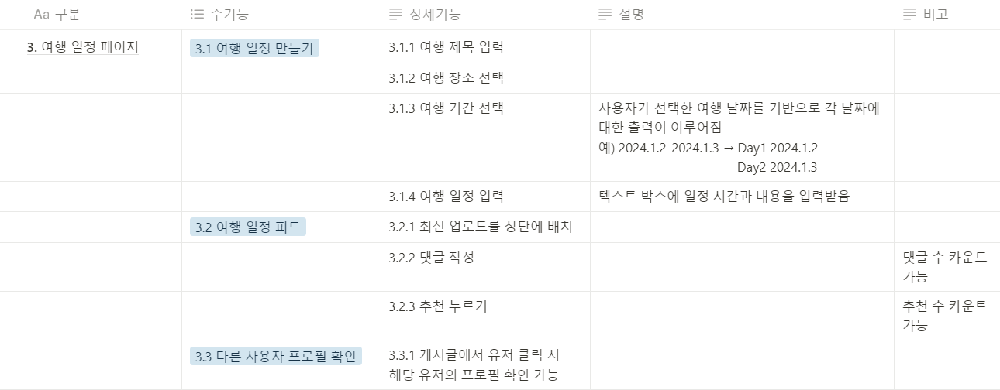 Aa 구분 주기능 상세기능 설명 비고
3. 여행 일정 페이지 3.1 여행 일정 만들기 3.1.1 여행 제목 입력
3.1.2 여행 장소 선택
3.1.3 여행 기간 선택 사용자가 선택한 여행 날짜를 기반으로 각 날짜에
대한 출력이 이루어짐
예) 2024.1.2-2024.1.3 → Day1 2024.1.2
Day2 2024.1.3
3.1.4 여행 일정 입력 텍스트 박스에 일정 시간과 내용을 입력받음
3.2 여행 일정 피드 3.2.1 최신 업로드를 상단에 배치
3.2.2 댓글 작성 댓글 수 카운트
가능
3.2.3 추천 누르기 추천 수 카운트
가능
3.3 다른 사용자 프로필 확인 3.3.1 게시글에서 유저 클릭 시
해당 유저의 프로필 확인 가능